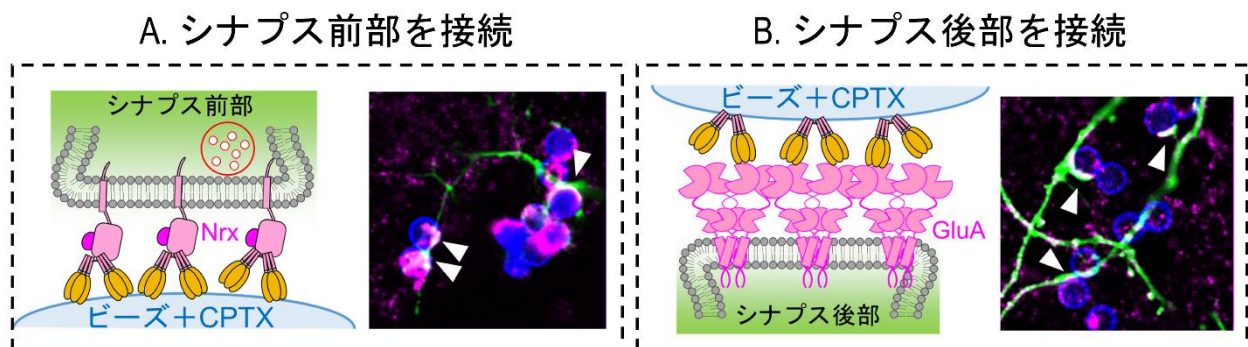 A. シナプス前部を接続
シナプス前部
Nrx
ビーズ+CPTX
B. シナプス後部を接続
ビーズ+CPTX
GluA
シナプス後部